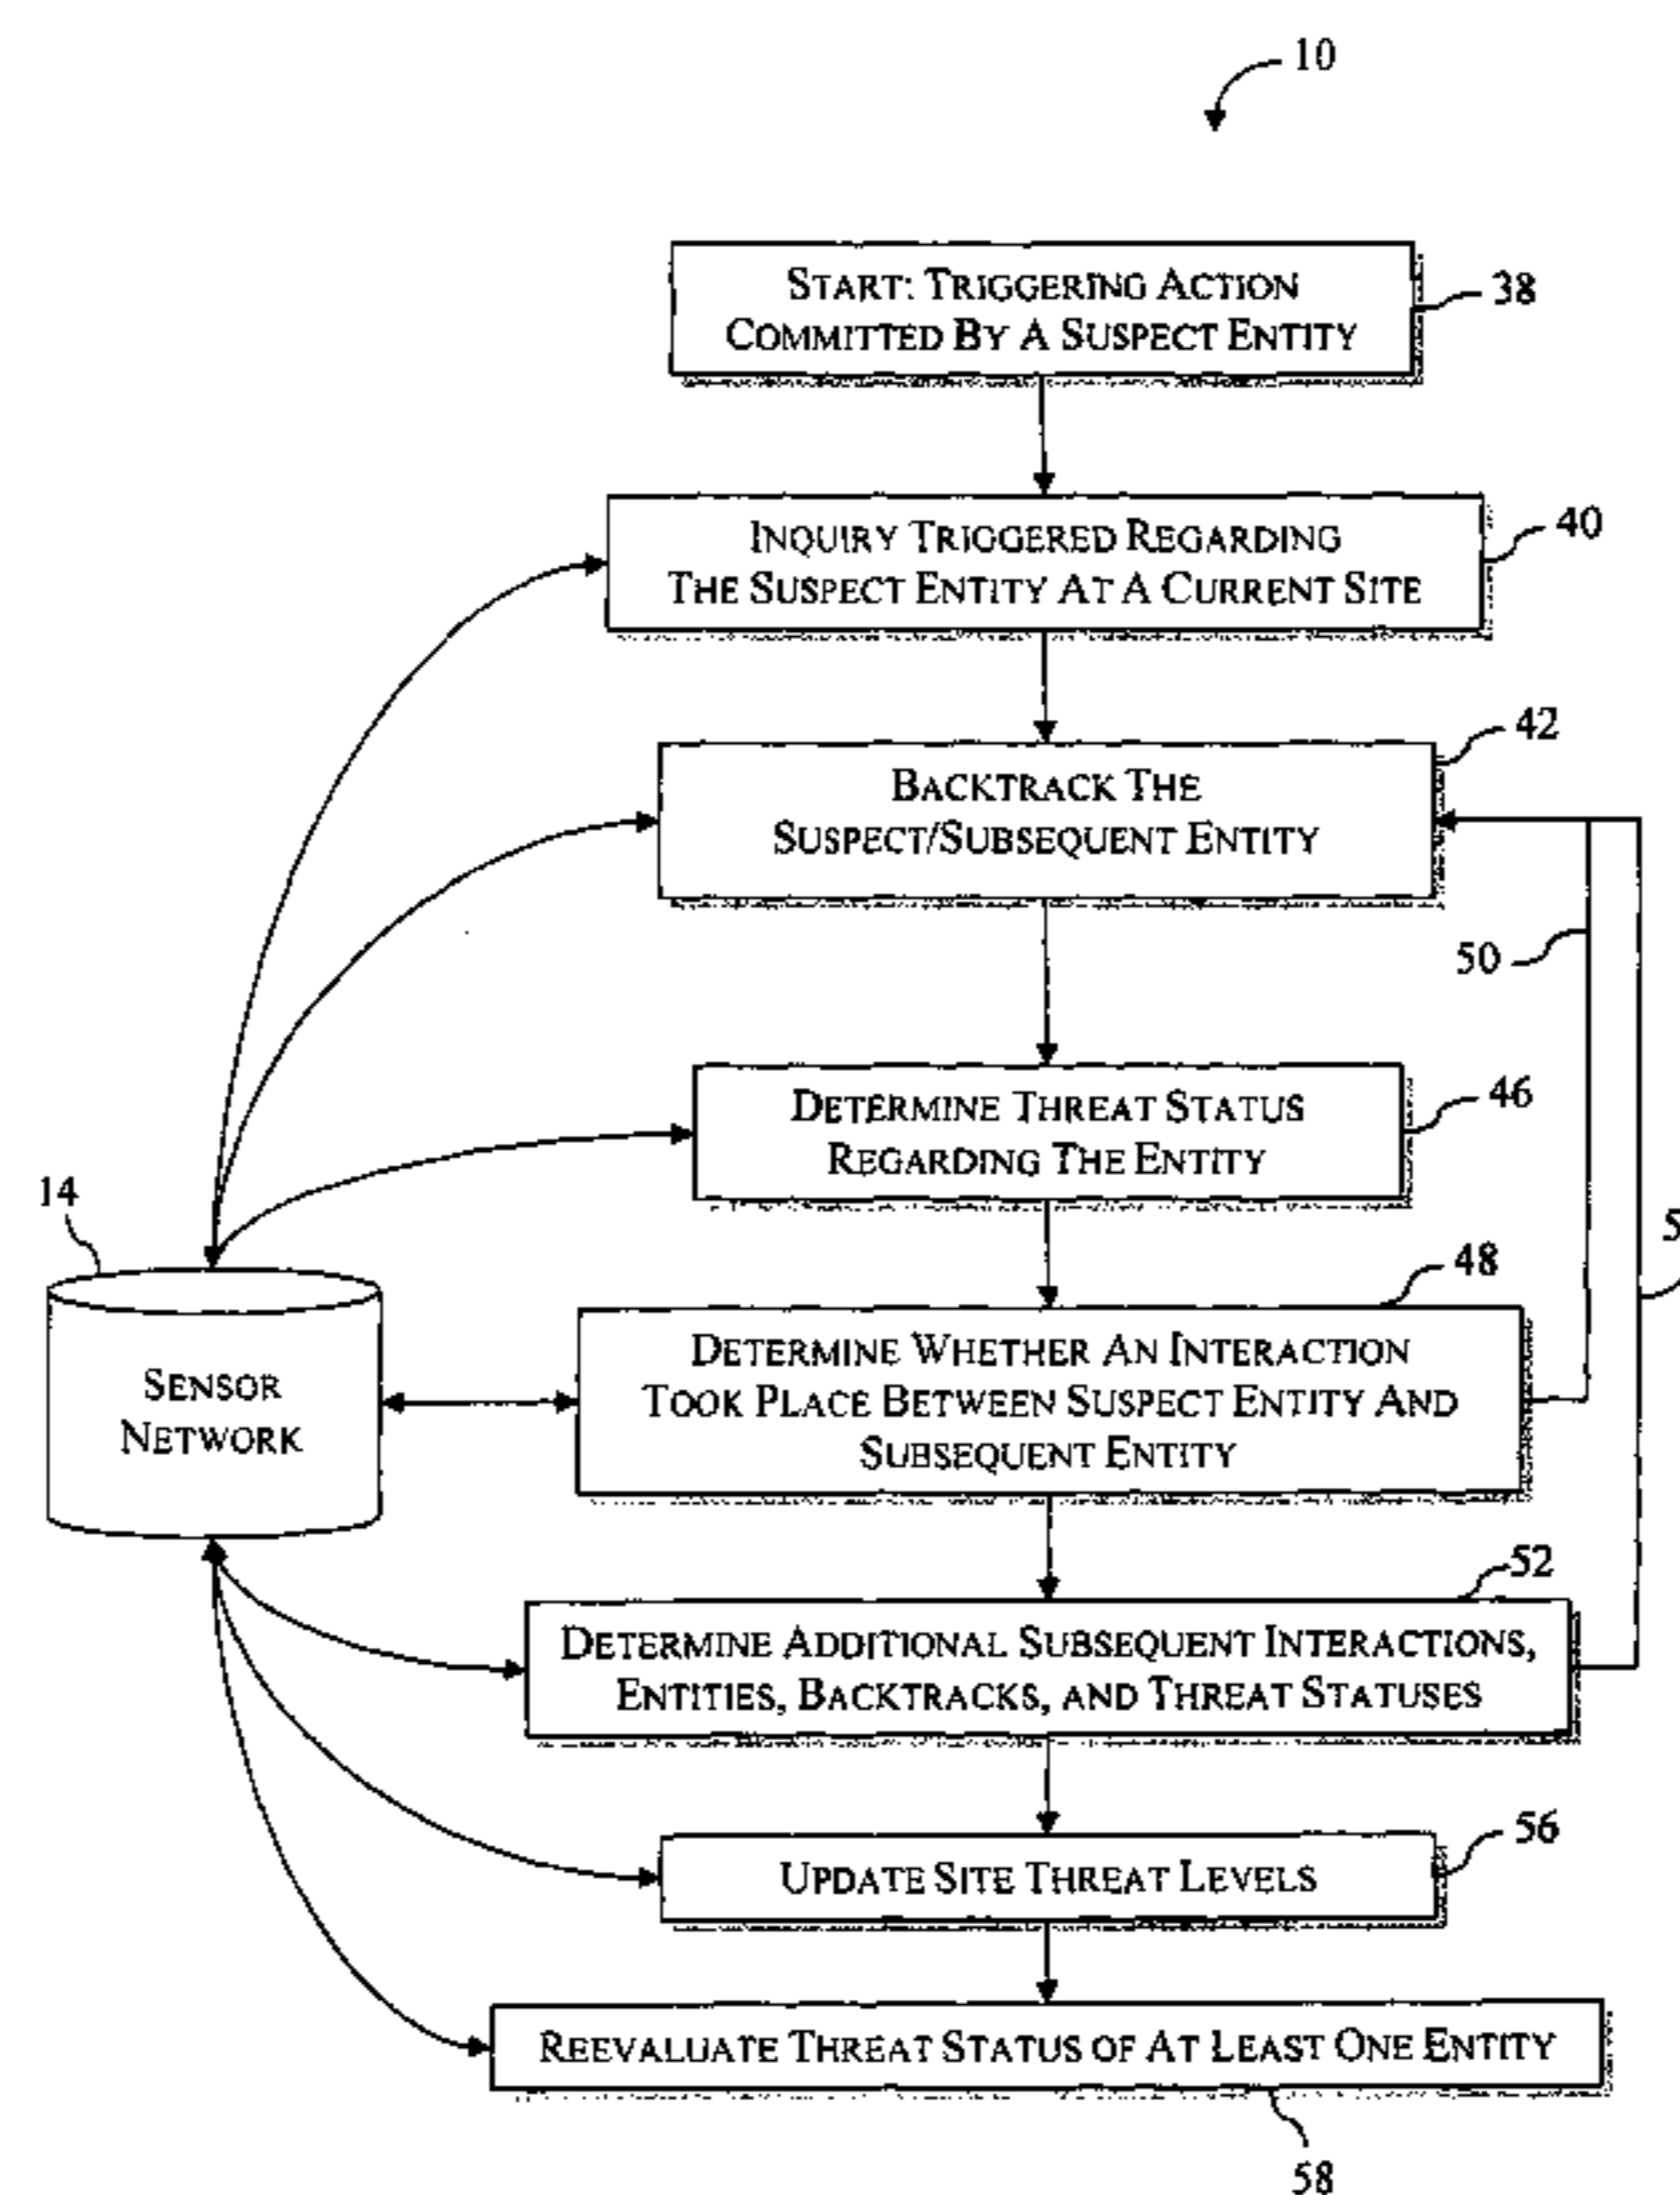 10
START: TRIGGERING ACTION
COMMITTED BY A SUSPECT ENTITY
38
INQUIRY TRIGGERED REGARDING
THE SUSPECT ENTITY AT A CURRENT SITE
40
BACKTRACK THE
SUSPECT/SUBSEQUENT ENTITY
42
50
DETERMINE THREAT STATUS
REGARDING THE ENTITY
46
14
SENSOR
NETWORK
48
DETERMINE WHETHER AN INTERACTION
TOOK PLACE BETWEEN SUSPECT ENTITY AND
SUBSEQUENT ENTITY
52
DETERMINE ADDITIONAL SUBSEQUENT INTERACTIONS,
ENTITIES, BACKTRACKS, AND THREAT STATUSES
56
UPDATE SITE THREAT LEVELS
REEVALUATE THREAT STATUS OF AT LEAST ONE ENTITY
58